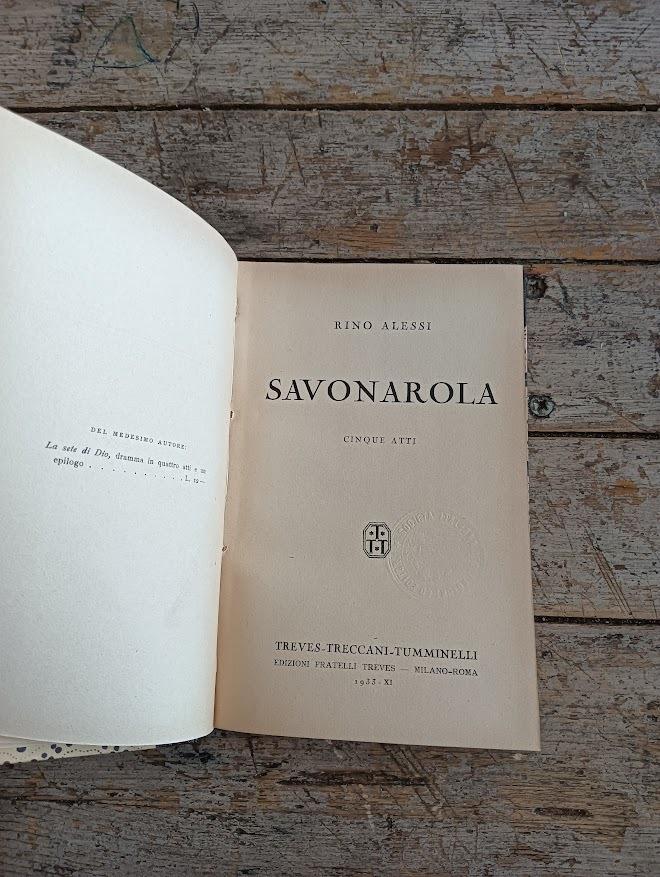 DEL MEDESIMO AUTORE:
La sete di Dio, dramma in quattro atti e un
epilogo . . . . . . . . . . . L. 12—
RINO ALESSI
SAVONAROLA
CINQUE ATTI
TTT
TREVES-TRECCANI-TUMMINELLI
EDIZIONI FRATELLI TREVES — MILANO-ROMA
1933-XI